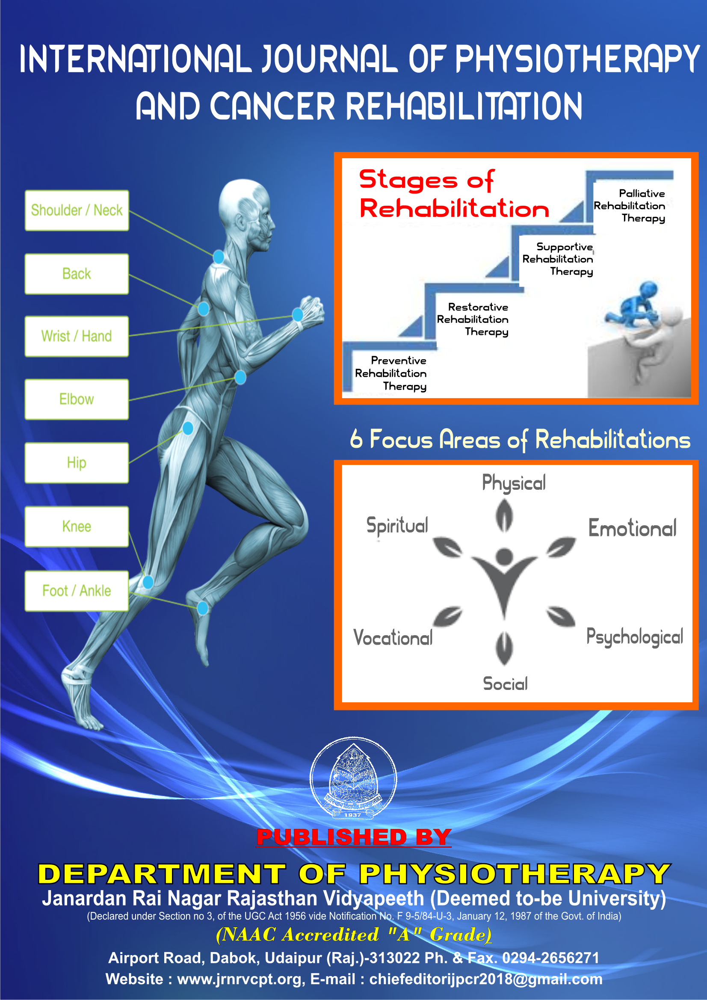 INTERNATIONAL JOURNAL OF PHYSIOTHERAPY
AND CANCER REHABILITATION
Shoulder / Neck
Back
Wrist / Hand
Elbow
Hip
Knee
Foot / Ankle
Stages of
Rehabilitation
Palliative
Rehabilitation
Therapy
Supportive
Rehabilitation
Therapy
Restorative
Rehabilitation
Therapy
Preventive
Rehabilitation
Therapy
6 Focus Areas of Rehabilitations
Physical
Spiritual
Emotional
Vocational
Psychological
Social
1937
PUBLISHED BY
DEPARTMENT OF PHYSIOTHERAPY
Janardan Rai Nagar Rajasthan Vidyapeeth (Deemed to-be University)
(Declared under Section no 3, of the UGC Act 1956 vide Notification No. F 9-5/84-U-3, January 12, 1987 of the Govt. of India)
(NAAC Accredited "A" Grade)
Airport Road, Dabok, Udaipur (Raj.)-313022 Ph. & Fax. 0294-2656271
Website : www.jrnrvcpt.org, E-mail : chiefeditorijpcr2018@gmail.com